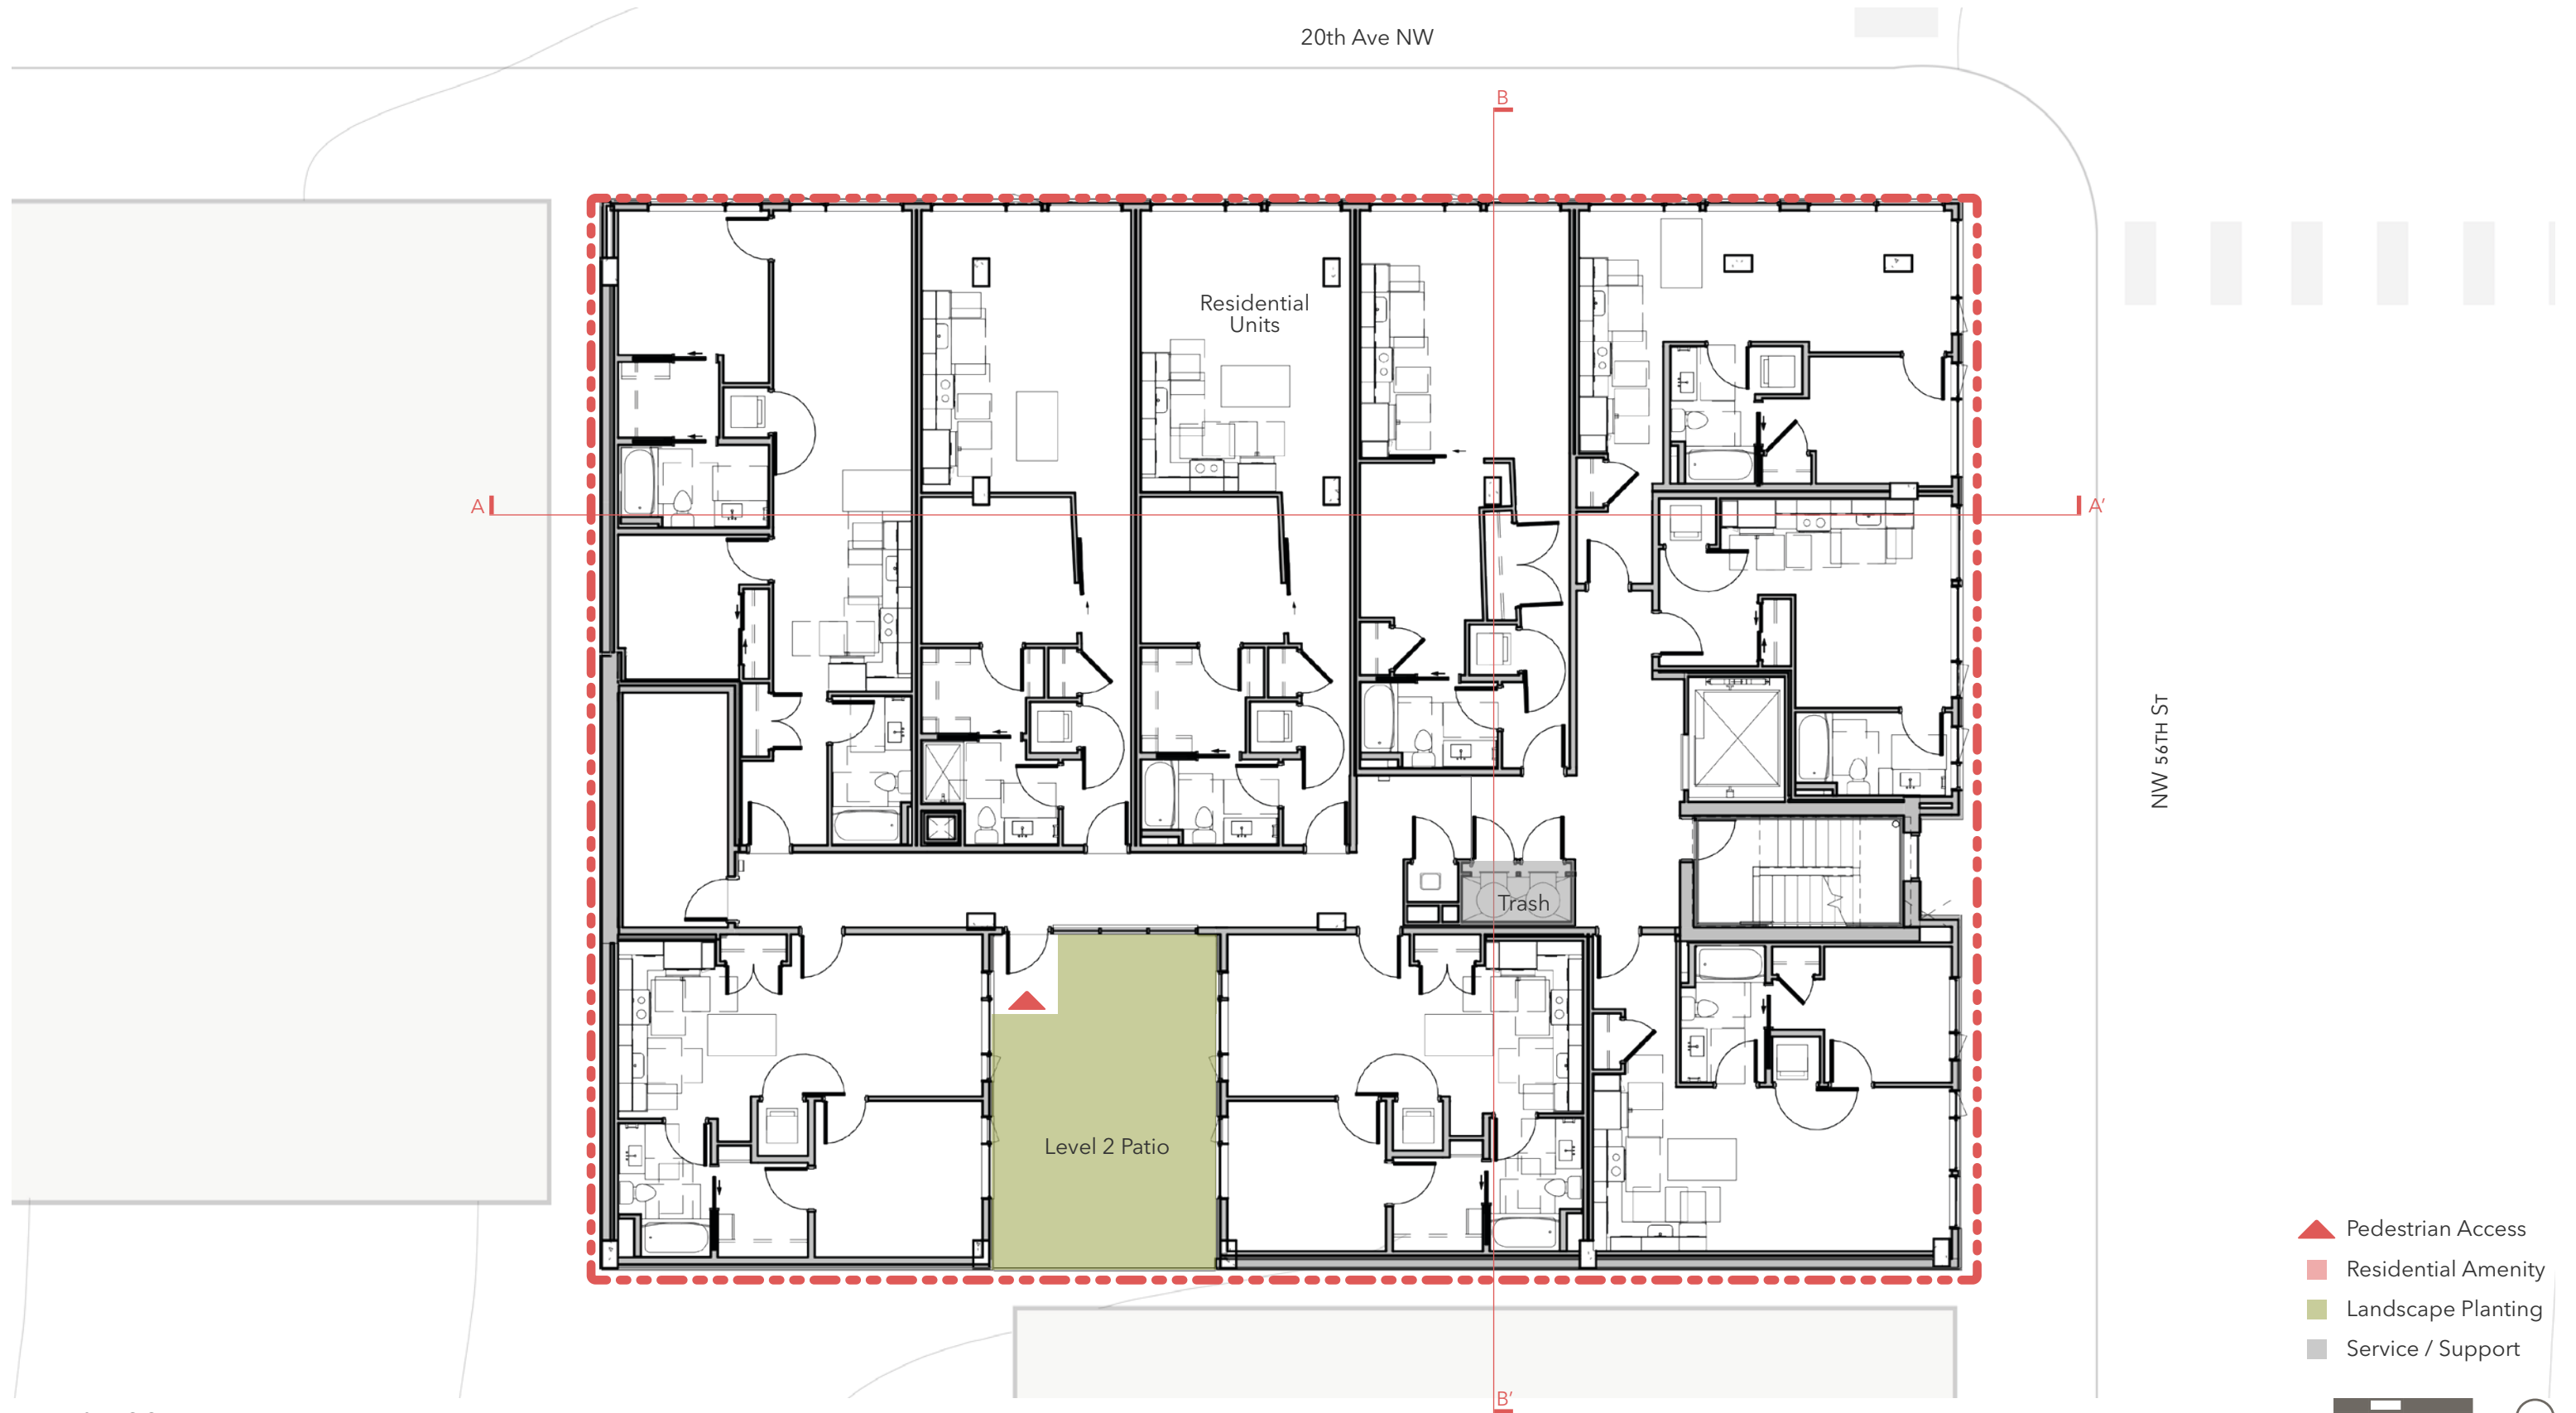 20th Ave NW
B
Residential
Units
A
A'
NW 56TH ST
Trash
Level 2 Patio
Pedestrian Access
Residential Amenity
Landscape Planting
Service / Support
B'